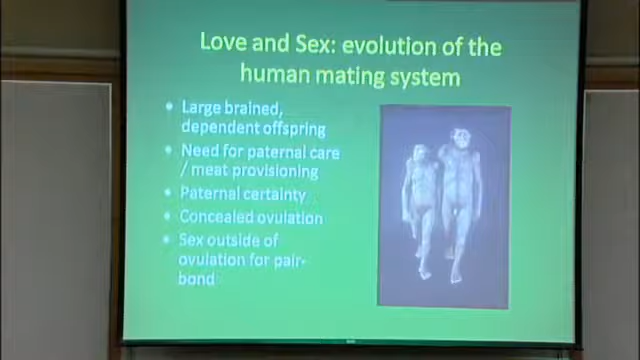 Love and Sex: evolution of the
human mating system
• Large brained,
dependent offspring
• Need for paternal care
/ meat provisioning
• Paternal certainty
• Concealed ovulation
• Sex outside of
ovulation for pair-
bond